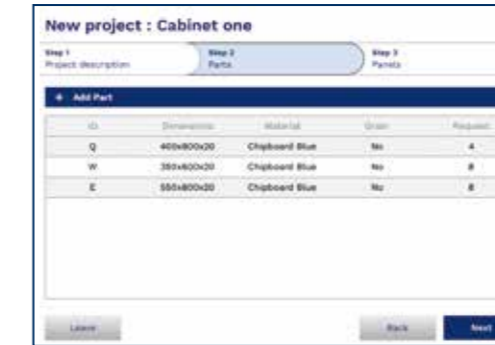 New project : Cabinet one
Step 1 Step 2 Step 3
Project description Parts Panels
+ Add Part
ID Dimensions Material Grain Request
Q 400x800x20 Chipboard Blue No 4
W 350x600x20 Chipboard Blue No 8
E 550x800x20 Chipboard Blue No 8
Leave Back Next